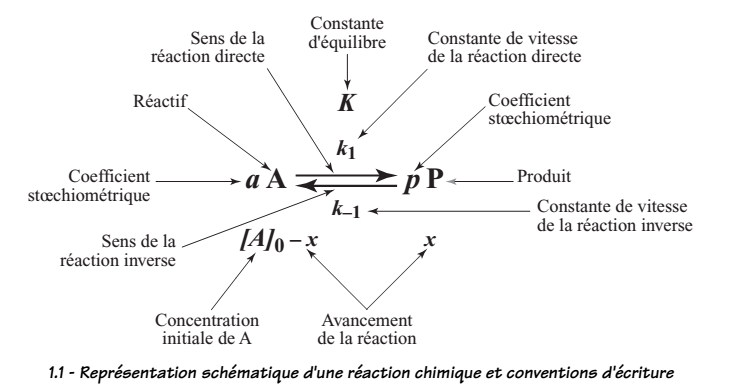 Constante
d'équilibre
Sens de la
réaction directe
Constante de vitesse
de la réaction directe
Réactif
K
Coefficient
stœchiométrique
k1
Coefficient
stœchiométrique
a A
p P
Produit
k–1
Constante de vitesse
de la réaction inverse
Sens de la
réaction inverse
[A]0 – x
x
Concentration
initiale de A
Avancement
de la réaction
1.1 - Représentation schématique d'une réaction chimique et conventions d'écriture